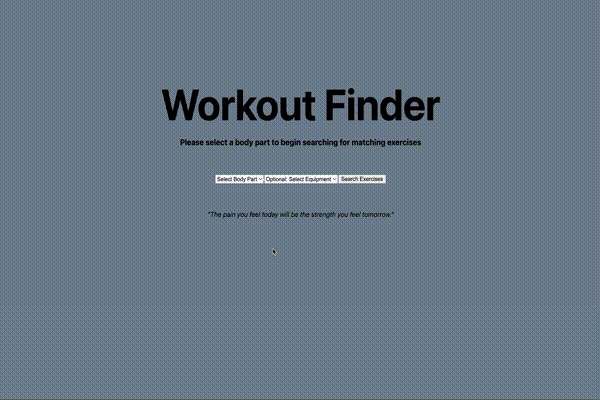 Workout Finder
Please select a body part to begin searching for matching exercises
Select Body Part Optional: Select Equipment Search Exercises
"The pain you feel today will be the strength you feel tomorrow."